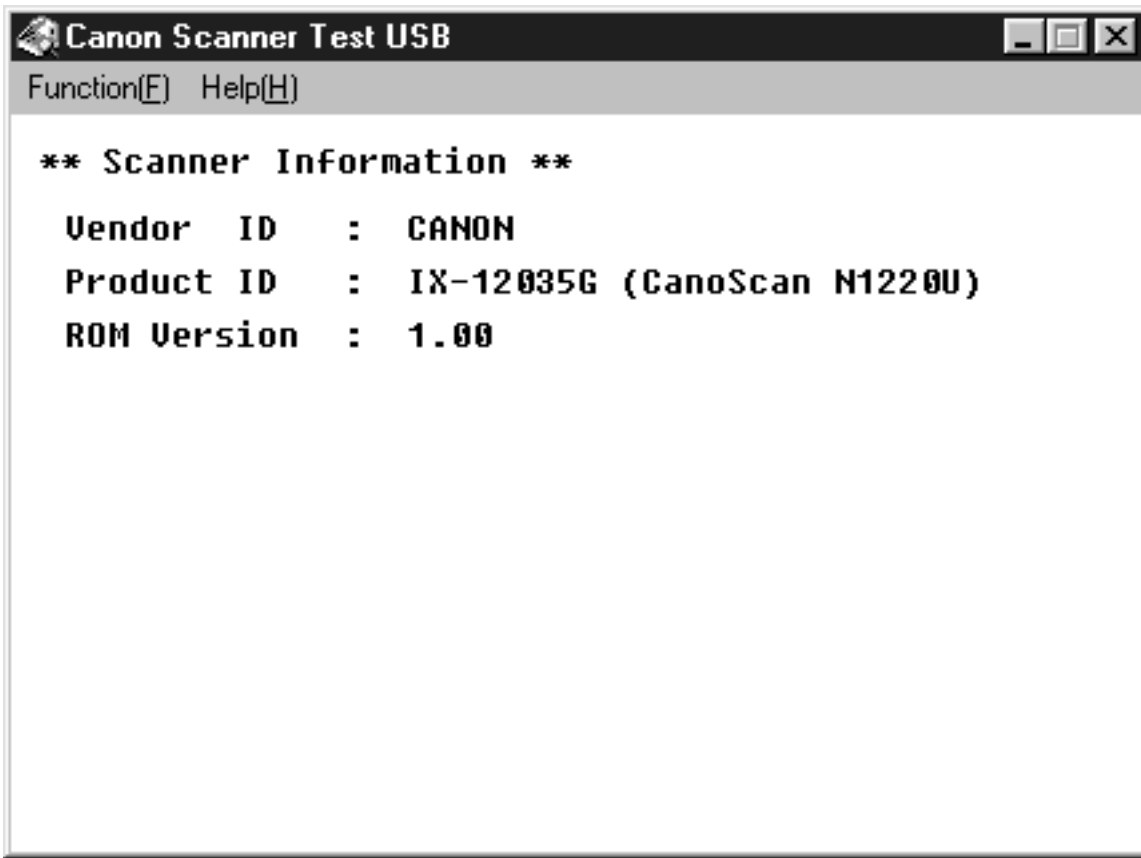 Canon Scanner Test USB
Function(F) Help(H)
** Scanner Information **
Vendor ID : CANON
Product ID : IX-12035G (CanoScan N1220U)
ROM Version : 1.00